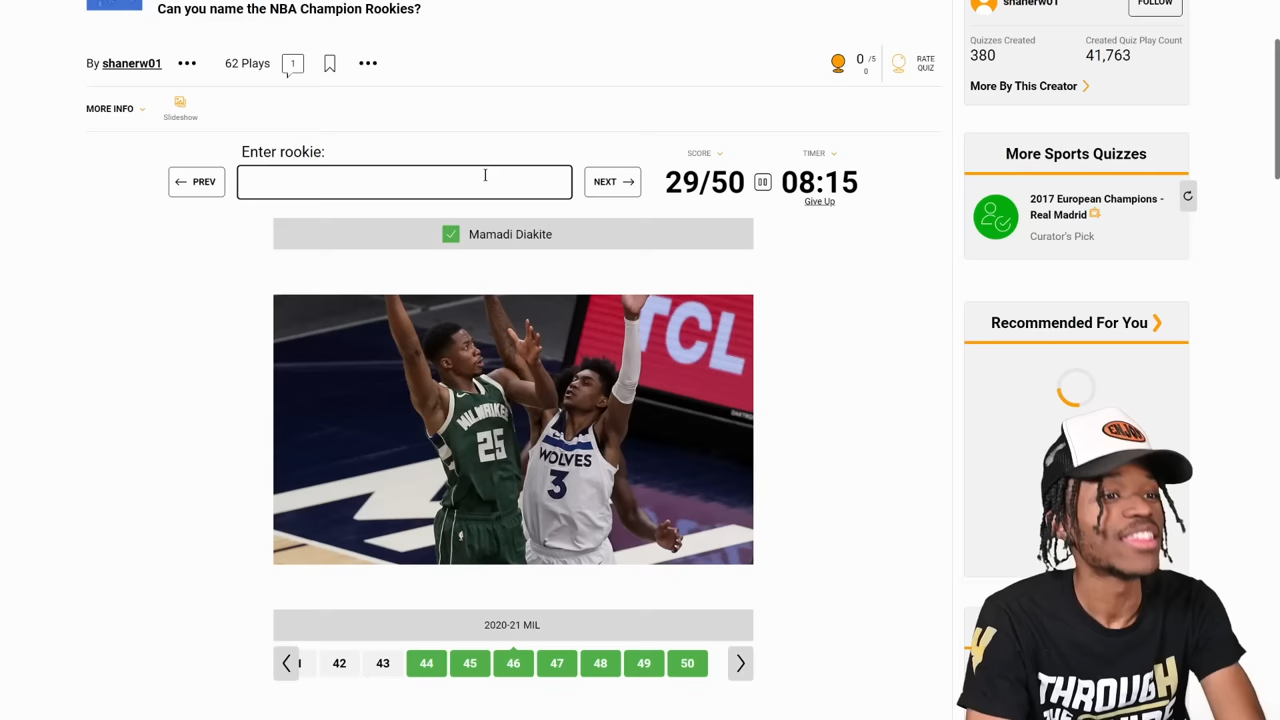 Can you name the NBA Champion Rookies?
shanerw01
FOLLOW
Quizzes Created
380
Created Quiz Play Count
41,763
More By This Creator
By shanerw01
62 Plays
1
0 /5
0
RATE
QUIZ
MORE INFO
Slideshow
Enter rookie:
PREV
NEXT
SCORE
29/50
TIMER
08:15
Give Up
Mamadi Diakite
More Sports Quizzes
2017 European Champions -
Real Madrid
Curator's Pick
Recommended For You
TCL
MILWAUKEE
25
WOLVES
3
2020-21 MIL
42
43
44
45
46
47
48
49
50
ENJOY
THROUGH
THE